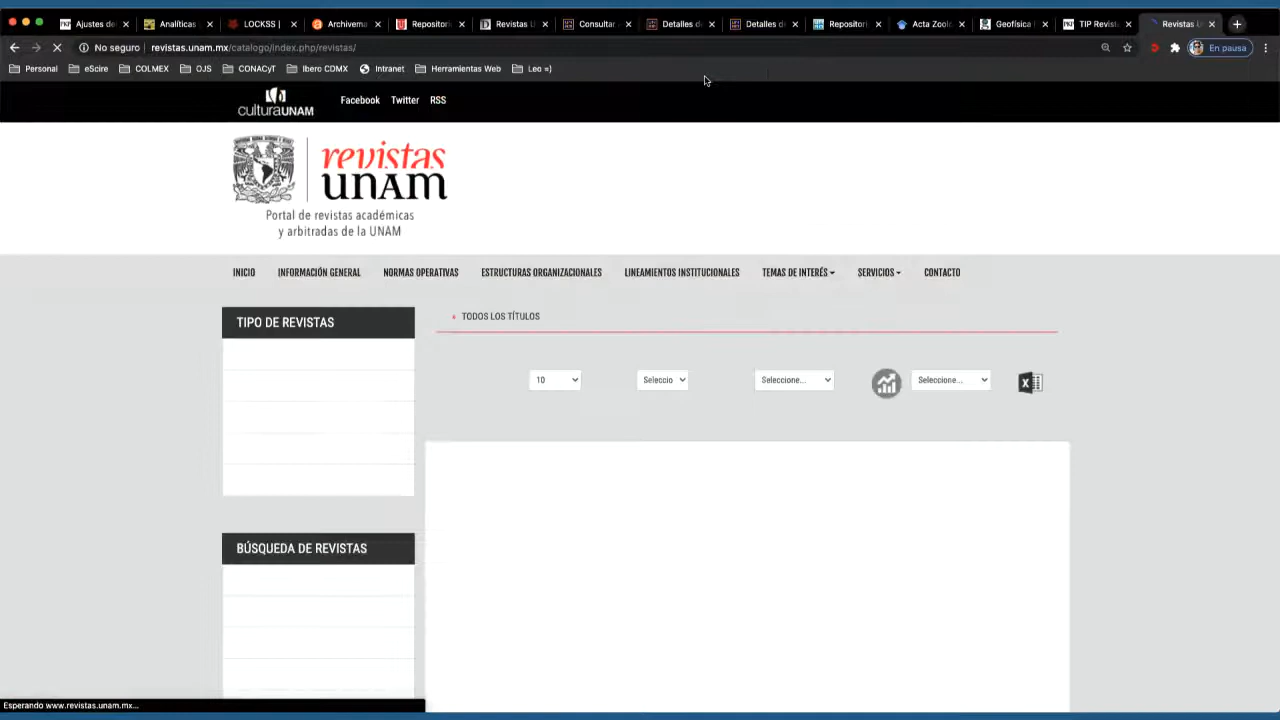 Ajustes de
Analíticas
LOCKSS |
Archivema
Repositori
Revistas U
Consultar
Detalles d
Detalles d
Repositori
Acta Zooló
Geofísica I
TIP Revist
Revistas U
No seguro
revistas.unam.mx/catalogo/index.php/revistas/
En pausa
Personal
eScire
COLMEX
OJS
CONACyT
Ibero CDMX
Intranet
Herramientas Web
Leo =)
culturaUNAM
Facebook
Twitter
RSS
revistas
UNAM
Portal de revistas académicas
y arbitradas de la UNAM
INICIO
INFORMACIÓN GENERAL
NORMAS OPERATIVAS
ESTRUCTURAS ORGANIZACIONALES
LINEAMIENTOS INSTITUCIONALES
TEMAS DE INTERÉS
SERVICIOS
CONTACTO
TIPO DE REVISTAS
TODOS LOS TÍTULOS
10
Seleccio
Seleccione...
Seleccione...
BÚSQUEDA DE REVISTAS
Esperando www.revistas.unam.mx...